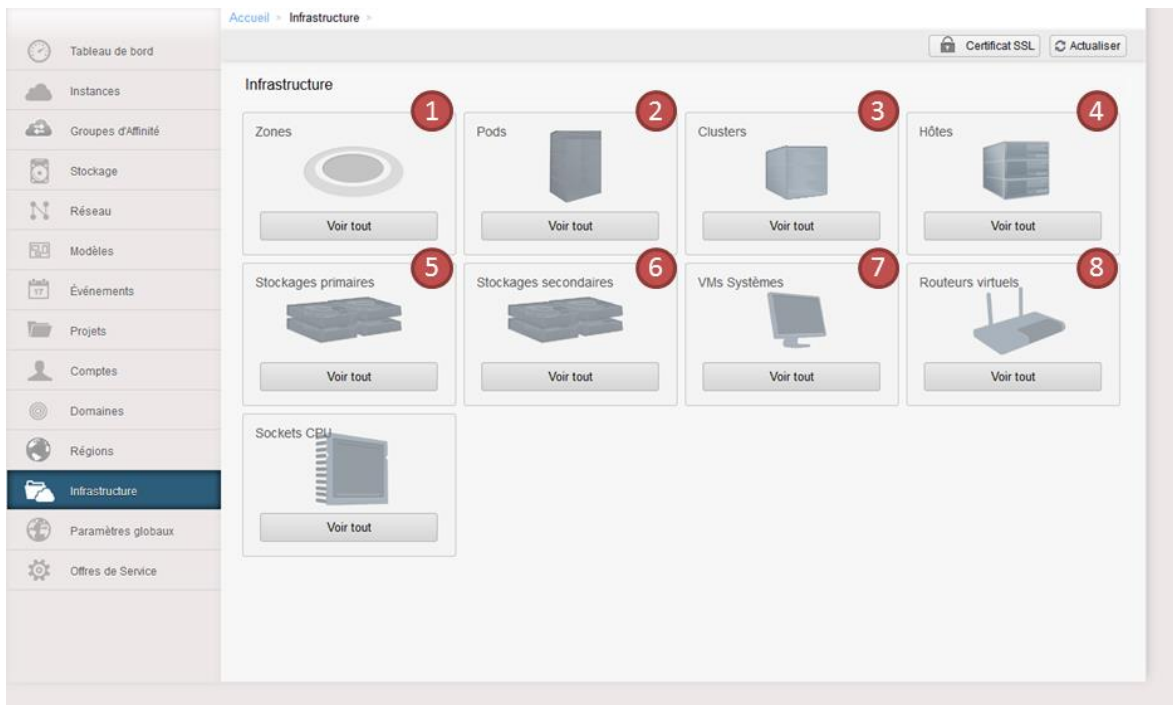 Accueil » Infrastructure »
Certificat SSL Actualiser
Tableau de bord
Instances
Groupes d'Affinité
Stockage
Réseau
Modèles
17
Événements
Projets
Comptes
Domaines
Régions
Infrastructure
Paramètres globaux
Offres de Service
Infrastructure
1
Zones
Voir tout
2
Pods
Voir tout
3
Clusters
Voir tout
4
Hôtes
Voir tout
5
Stockages primaires
Voir tout
6
Stockages secondaires
Voir tout
7
VMs Systèmes
Voir tout
8
Routeurs virtuels
Voir tout
Sockets CPU
Voir tout